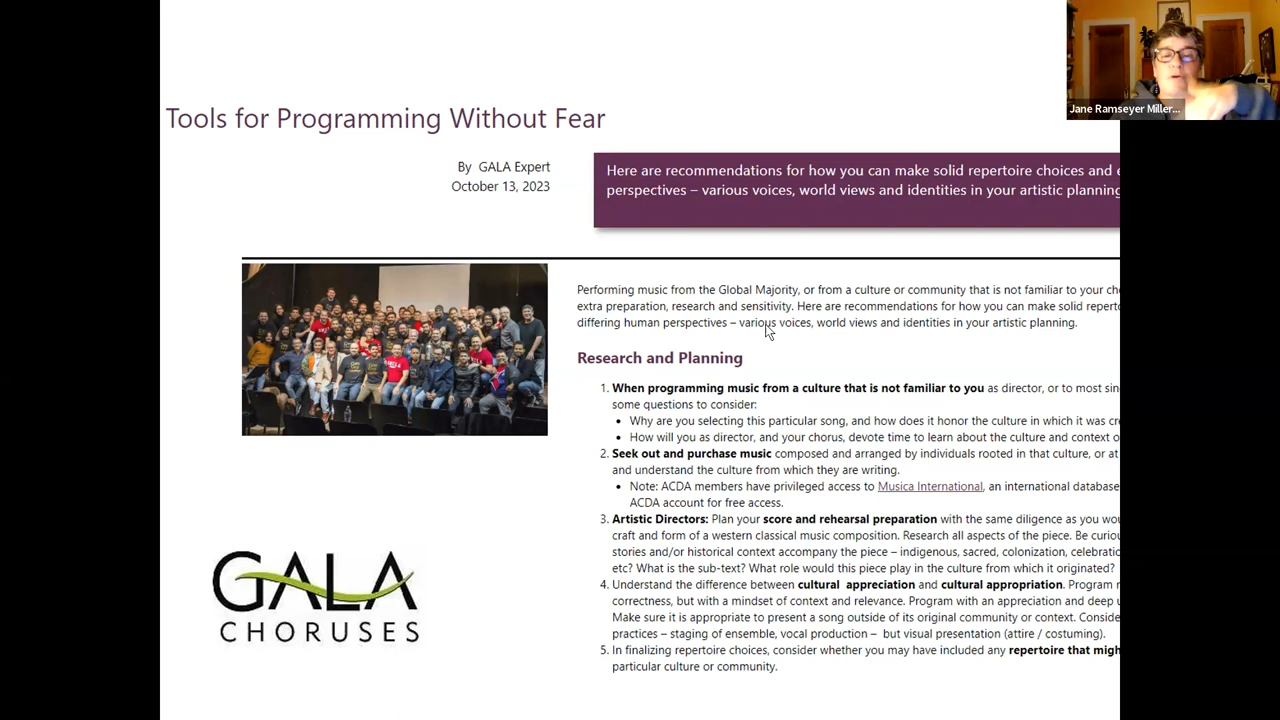 Jane Ramseyer Miller...
Tools for Programming Without Fear
By GALA Expert
October 13, 2023
Here are recommendations for how you can make solid repertoire choices and e
perspectives – various voices, world views and identities in your artistic planning
Performing music from the Global Majority, or from a culture or community that is not familiar to your cho
extra preparation, research and sensitivity. Here are recommendations for how you can make solid reperto
differing human perspectives – various voices, world views and identities in your artistic planning.
Research and Planning
1. When programming music from a culture that is not familiar to you as director, or to most sin
some questions to consider:
• Why are you selecting this particular song, and how does it honor the culture in which it was cre
• How will you as director, and your chorus, devote time to learn about the culture and context o
2. Seek out and purchase music composed and arranged by individuals rooted in that culture, or at
and understand the culture from which they are writing.
• Note: ACDA members have privileged access to Musica International, an international database
ACDA account for free access.
3. Artistic Directors: Plan your score and rehearsal preparation with the same diligence as you wou
craft and form of a western classical music composition. Research all aspects of the piece. Be curiou
stories and/or historical context accompany the piece – indigenous, sacred, colonization, celebratio
etc? What is the sub-text? What role would this piece play in the culture from which it originated?
4. Understand the difference between cultural appreciation and cultural appropriation. Program m
correctness, but with a mindset of context and relevance. Program with an appreciation and deep u
Make sure it is appropriate to present a song outside of its original community or context. Conside
practices – staging of ensemble, vocal production – but visual presentation (attire / costuming).
5. In finalizing repertoire choices, consider whether you may have included any repertoire that migh
particular culture or community.
GALA
CHORUSES